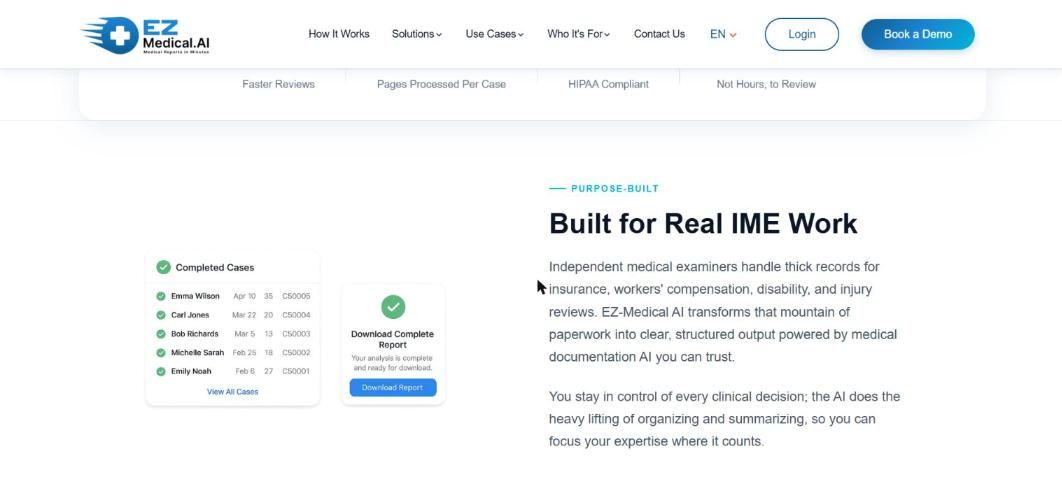 EZ
Medical.AI
Medical Reports in Minutes
How It Works
Solutions
Use Cases
Who It's For
Contact Us
EN
Login
Book a Demo
Faster Reviews
Pages Processed Per Case
HIPAA Compliant
Not Hours, to Review
Completed Cases
Emma Wilson Apr 10 35 CS0005
Carl Jones Mar 22 20 CS0004
Bob Richards Mar 5 13 CS0003
Michelle Sarah Feb 25 18 CS0002
Emily Noah Feb 6 27 CS0001
View All Cases
Download Complete
Report
Your analysis is complete
and ready for download.
Download Report
PURPOSE-BUILT
Built for Real IME Work
Independent medical examiners handle thick records for
insurance, workers' compensation, disability, and injury
reviews. EZ-Medical AI transforms that mountain of
paperwork into clear, structured output powered by medical
documentation AI you can trust.
You stay in control of every clinical decision; the AI does the
heavy lifting of organizing and summarizing, so you can
focus your expertise where it counts.